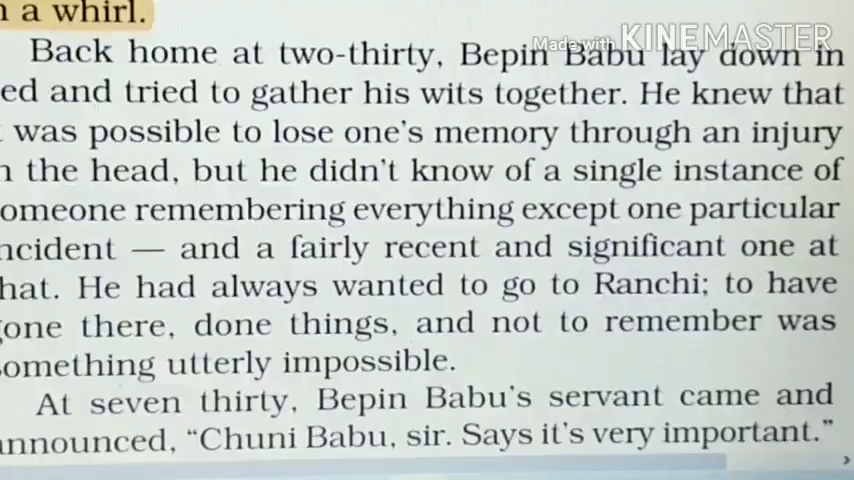 n a whirl.
Made with KINEMASTER
Back home at two-thirty, Bepin Babu lay down in
ed and tried to gather his wits together. He knew that
t was possible to lose one's memory through an injury
n the head, but he didn't know of a single instance of
omeone remembering everything except one particular
ncident — and a fairly recent and significant one at
hat. He had always wanted to go to Ranchi; to have
gone there, done things, and not to remember was
something utterly impossible.
At seven thirty, Bepin Babu's servant came and
announced, “Chuni Babu, sir. Says it's very important.”